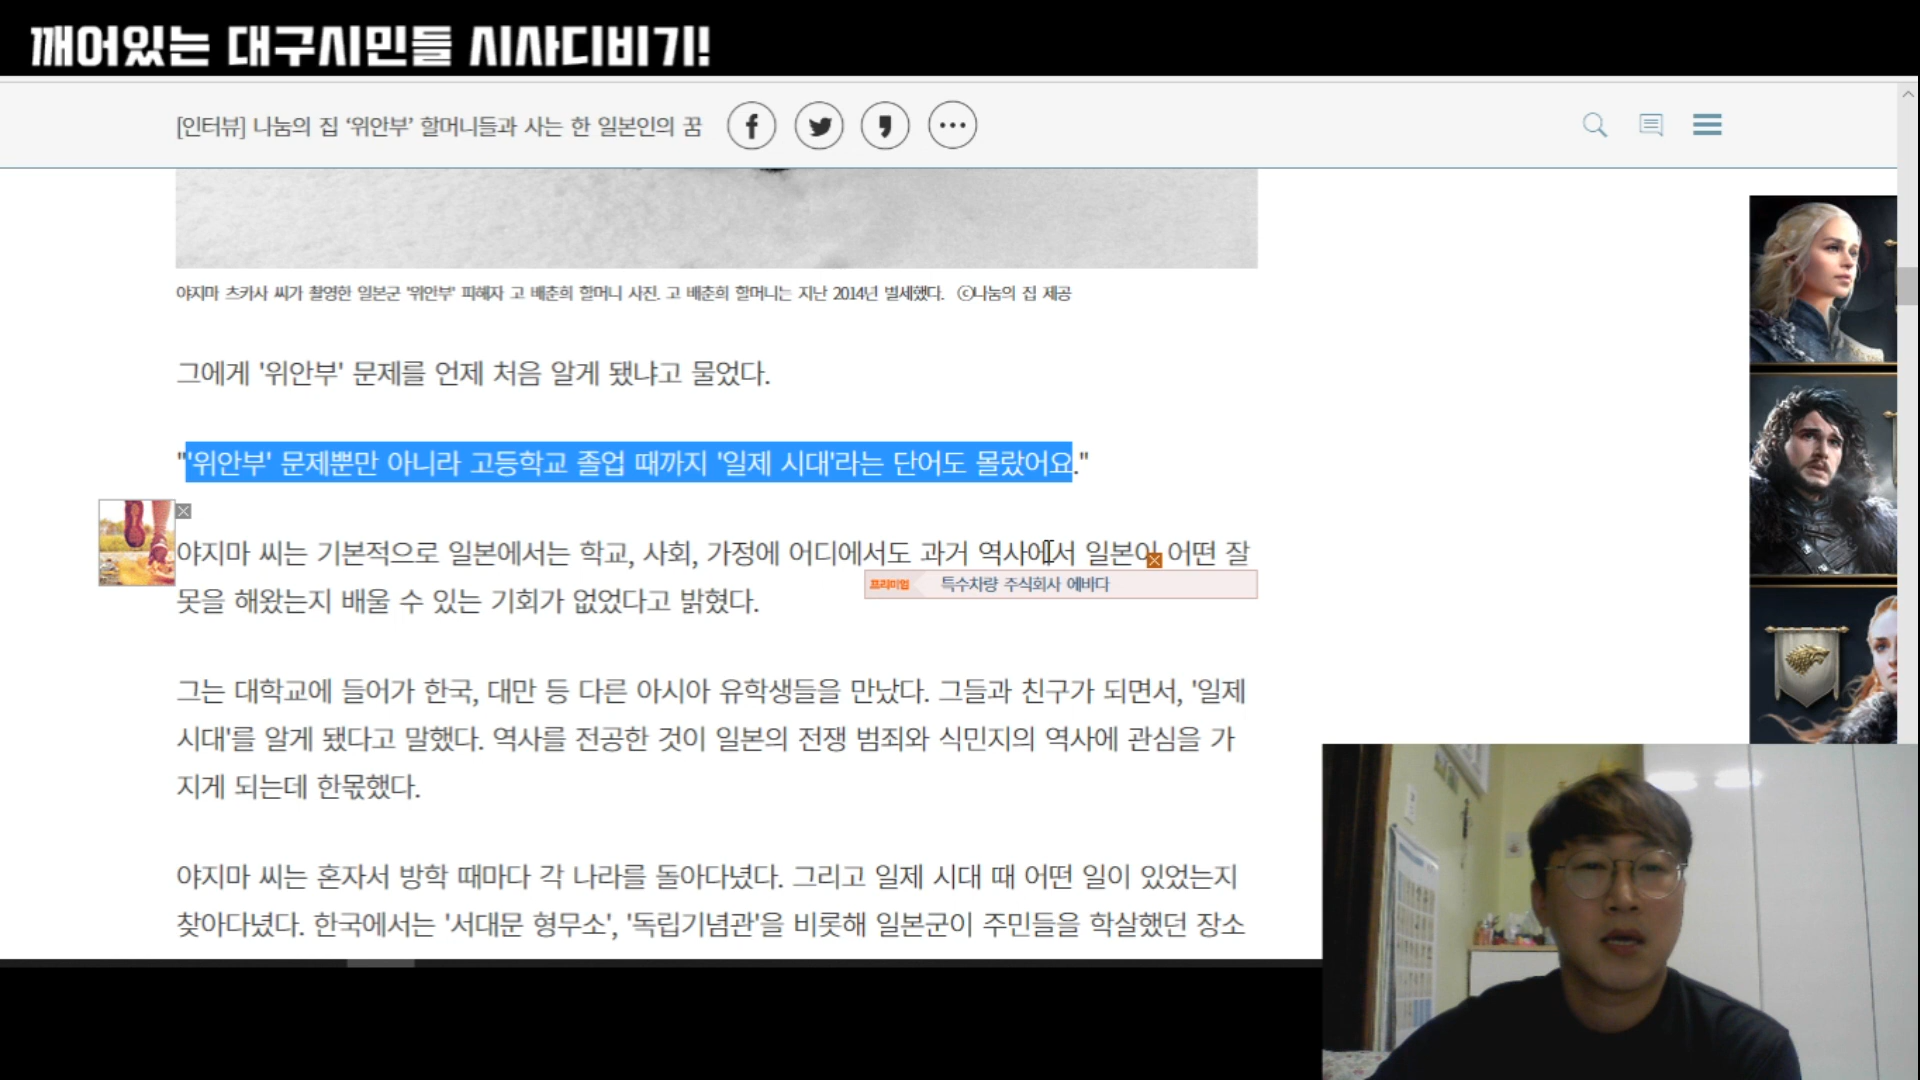 깨어있는 대구시민들 시사디비기!
[인터뷰] 나눔의 집 ‘위안부’ 할머니들과 사는 한 일본인의 꿈
야지마 츠카사 씨가 촬영한 일본군 '위안부' 피해자 고 배춘희 할머니 사진. 고 배춘희 할머니는 지난 2014년 별세했다. ⓒ나눔의 집 제공
그에게 '위안부' 문제를 언제 처음 알게 됐냐고 물었다.
"'위안부' 문제뿐만 아니라 고등학교 졸업 때까지 '일제 시대'라는 단어도 몰랐어요."
야지마 씨는 기본적으로 일본에서는 학교, 사회, 가정에 어디에서도 과거 역사에서 일본이 어떤 잘
프리미엄 특수차량 주식회사 에바다
못을 해왔는지 배울 수 있는 기회가 없었다고 밝혔다.
그는 대학교에 들어가 한국, 대만 등 다른 아시아 유학생들을 만났다. 그들과 친구가 되면서, '일제
시대'를 알게 됐다고 말했다. 역사를 전공한 것이 일본의 전쟁 범죄와 식민지의 역사에 관심을 가
지게 되는데 한몫했다.
야지마 씨는 혼자서 방학 때마다 각 나라를 돌아다녔다. 그리고 일제 시대 때 어떤 일이 있었는지
찾아다녔다. 한국에서는 '서대문 형무소', '독립기념관'을 비롯해 일본군이 주민들을 학살했던 장소